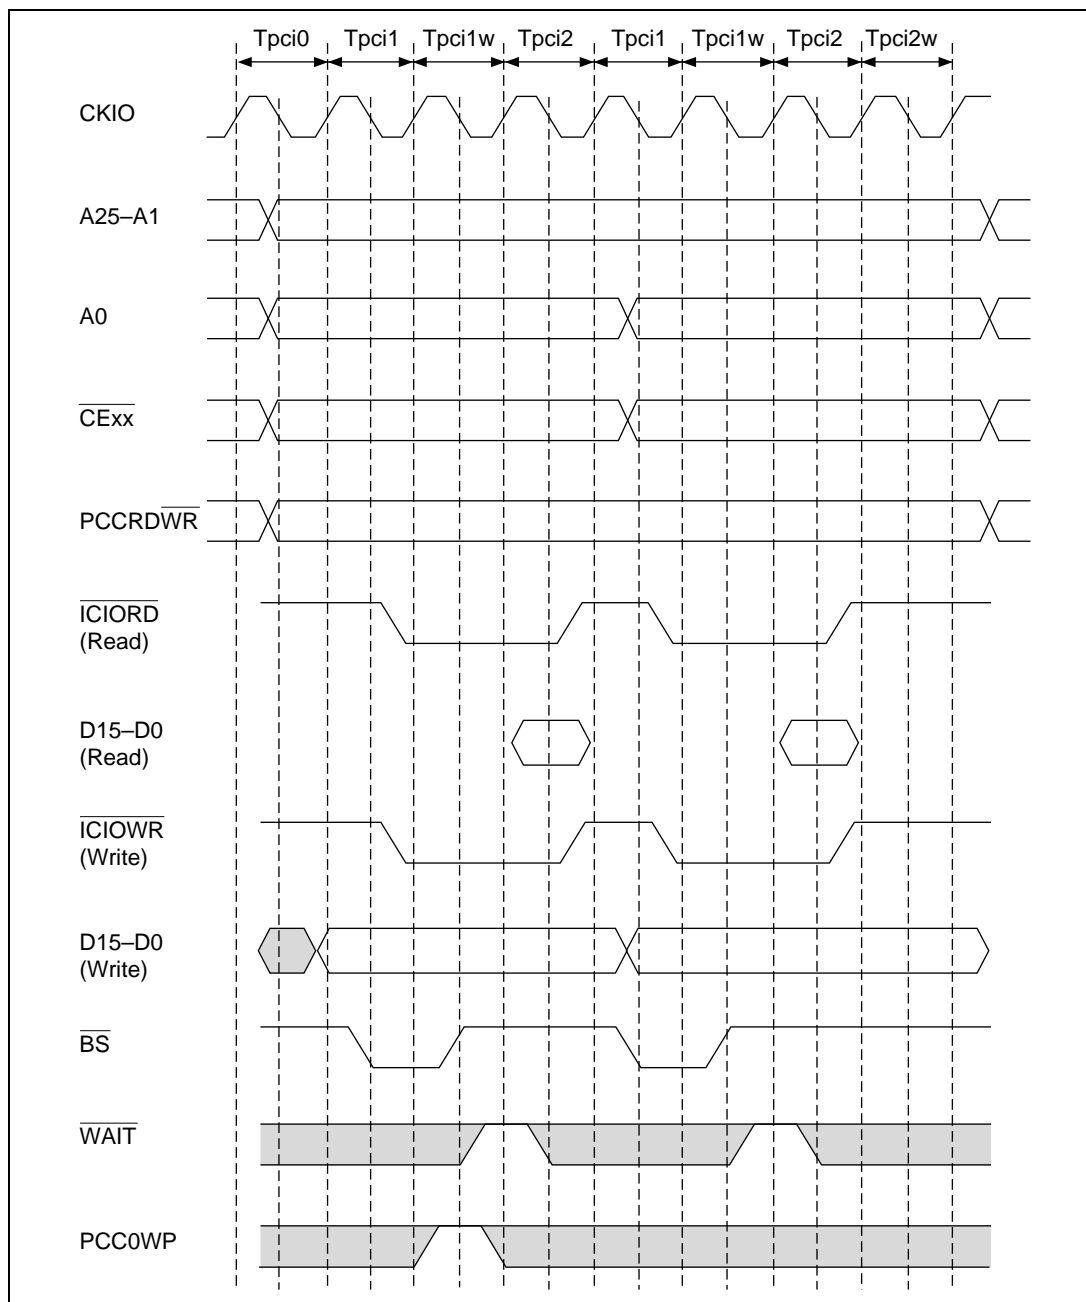 Tpci0 Tpci1 Tpci1w Tpci2 Tpci1 Tpci1w Tpci2 Tpci2w
CKIO
A25–A1
A0
CExx
PCCRDWR
ICIORD
(Read)
D15–D0
(Read)
ICIOWR
(Write)
D15–D0
(Write)
BS
WAIT
PCC0WP